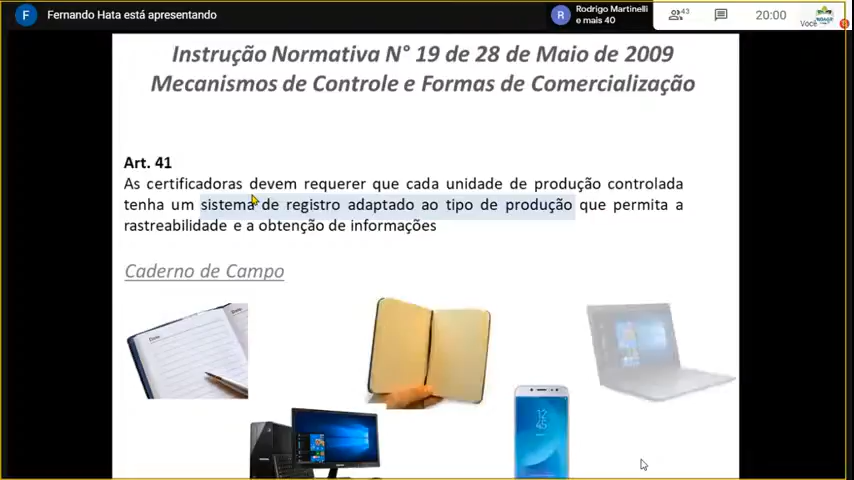 F Fernando Hata está apresentando
R Rodrigo Martinelli
e mais 40
43
20:00
Você
Instrução Normativa N° 19 de 28 de Maio de 2009
Mecanismos de Controle e Formas de Comercialização
Art. 41
As certificadoras devem requerer que cada unidade de produção controlada
tenha um sistema de registro adaptado ao tipo de produção que permita a
rastreabilidade e a obtenção de informações
Caderno de Campo
12
45